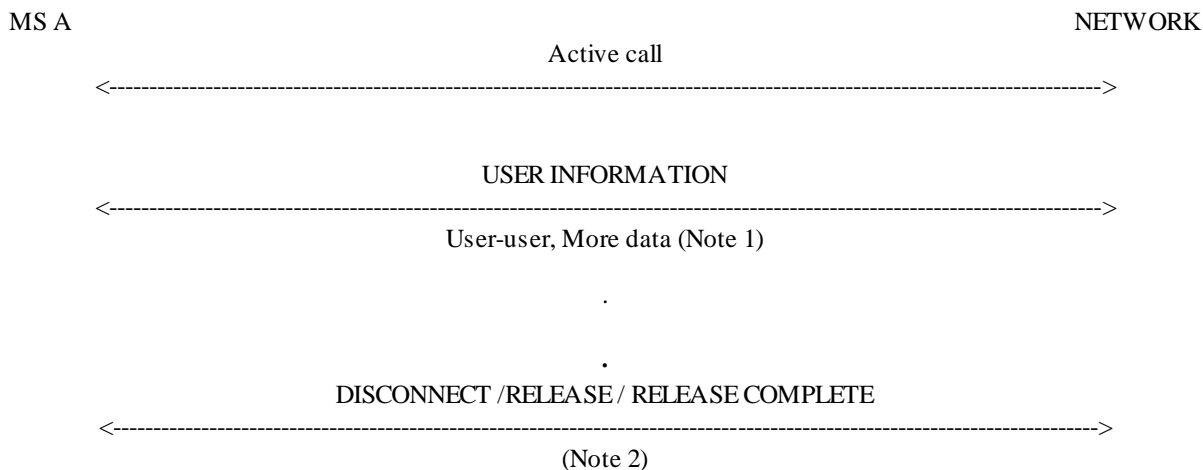 MS A NETWORK
Active call
<------------------------------------------------------------------------------------------------------------------------------>
USER INFORMATION
<------------------------------------------------------------------------------------------------------------------------------>
User-user, More data (Note 1)
.
.
DISCONNECT /RELEASE / RELEASE COMPLETE
<------------------------------------------------------------------------------------------------------------------------------>
(Note 2)